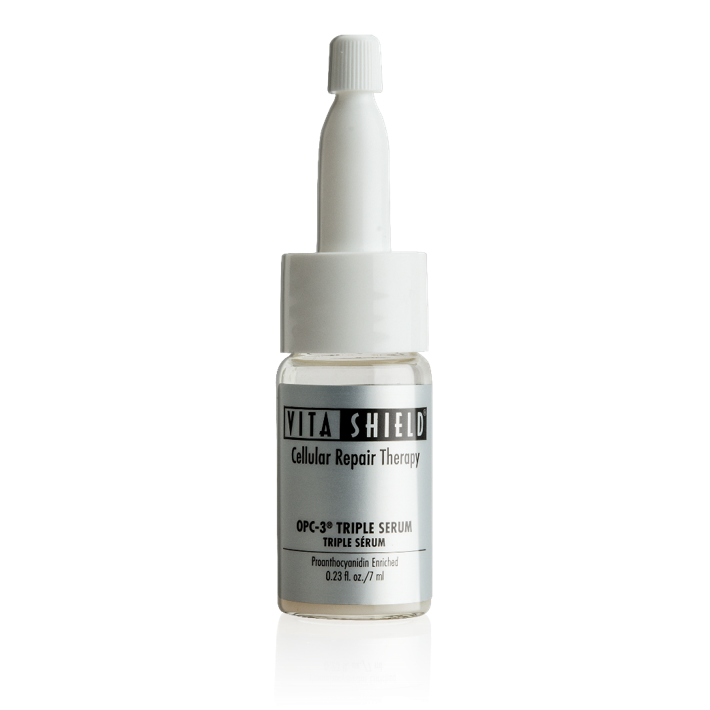 VITA SHIELD®
Cellular Repair Therapy
OPC-3® TRIPLE SERUM
TRIPLE SÉRUM
Proanthocyanidin Enriched
0.23 fl. oz./7 ml